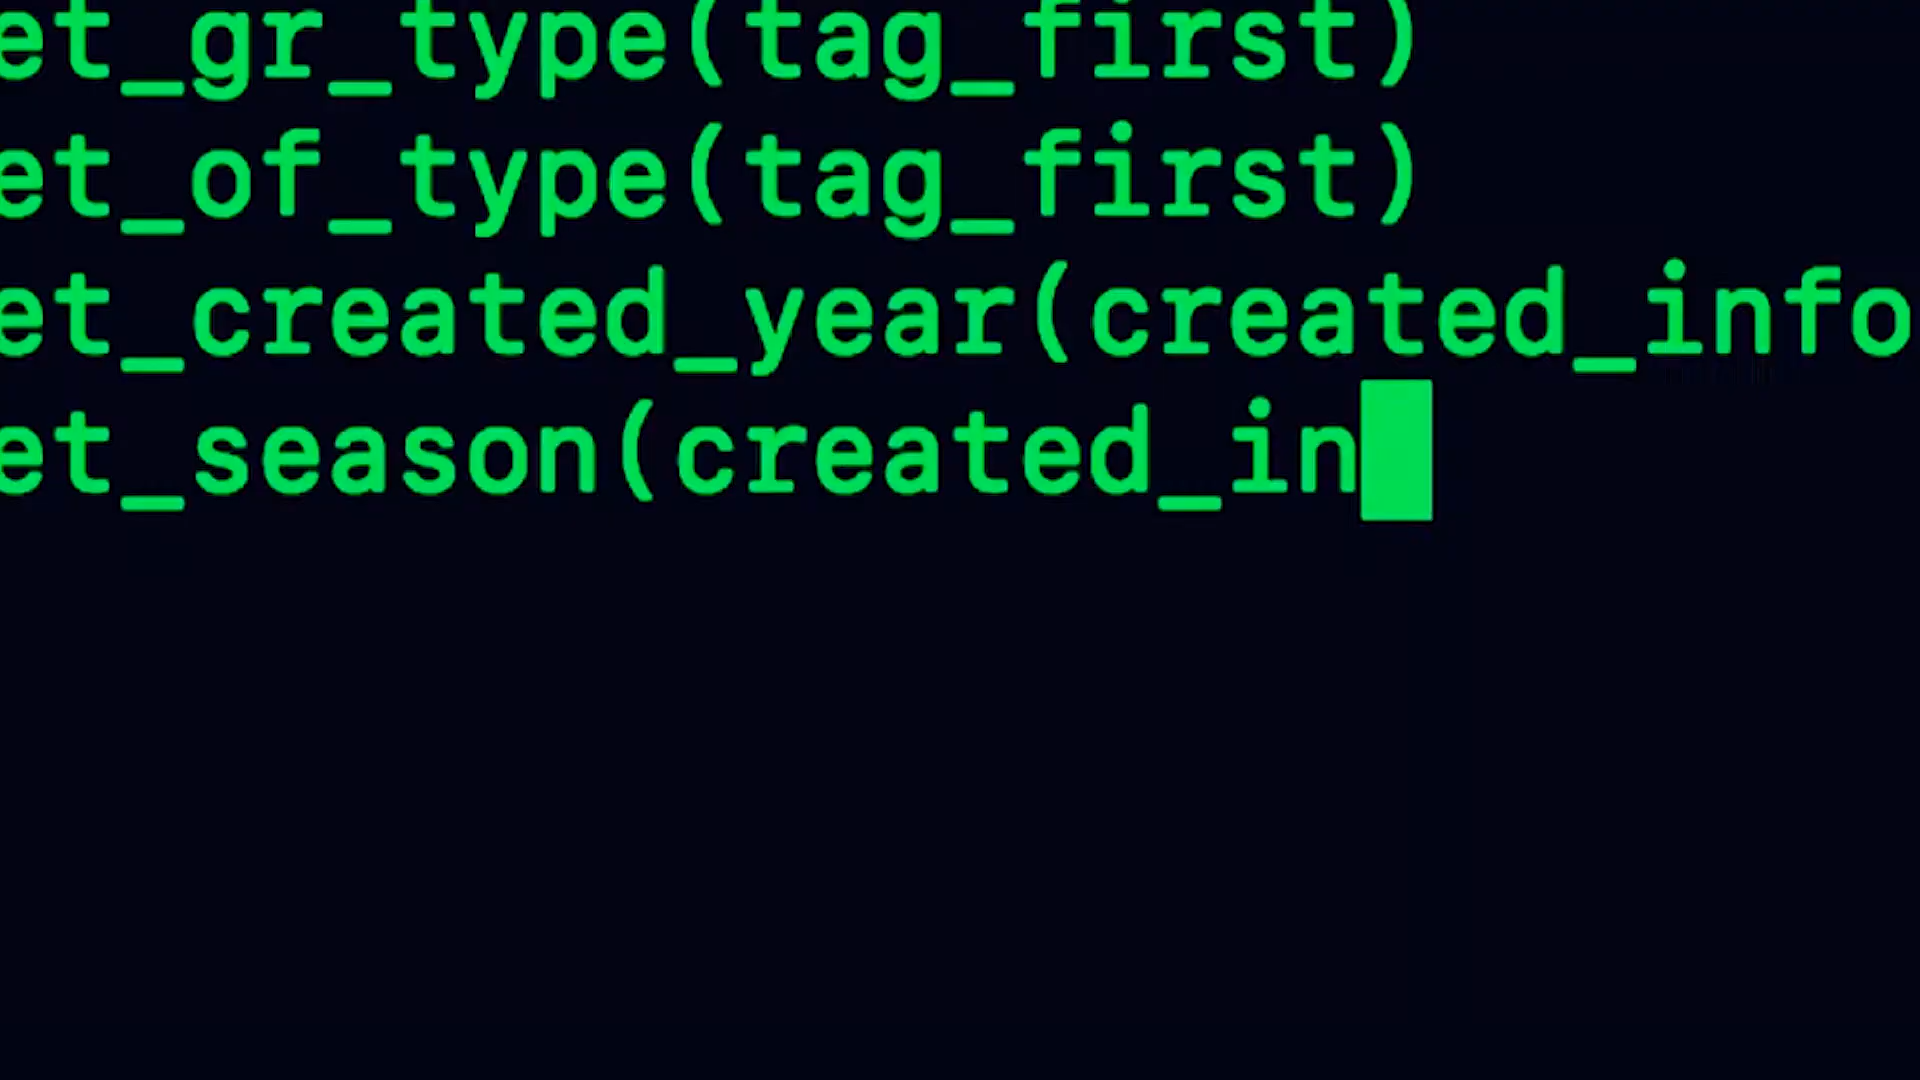 et_gr_type(tag_first)
et_of_type(tag_first)
et_created_year(created_info
et_season(created_in